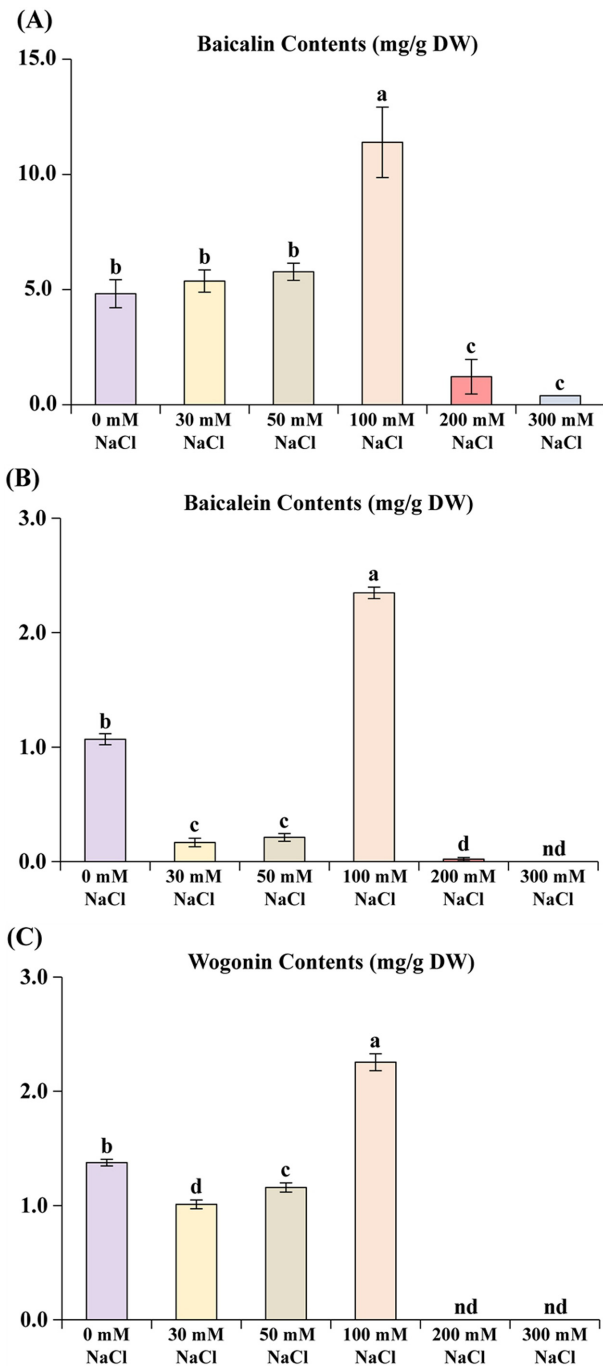 (A)
Baicalin Contents (mg/g DW)
15.0
10.0
5.0
0.0
b
b
b
a
c
c
0 mM 30 mM 50 mM 100 mM 200 mM 300 mM
NaCl NaCl NaCl NaCl NaCl NaCl
(B)
Baicalein Contents (mg/g DW)
3.0
2.0
1.0
0.0
b
c
c
a
d
nd
0 mM 30 mM 50 mM 100 mM 200 mM 300 mM
NaCl NaCl NaCl NaCl NaCl NaCl
(C)
Wogonin Contents (mg/g DW)
3.0
2.0
1.0
0.0
b
d
c
a
nd
nd
0 mM 30 mM 50 mM 100 mM 200 mM 300 mM
NaCl NaCl NaCl NaCl NaCl NaCl